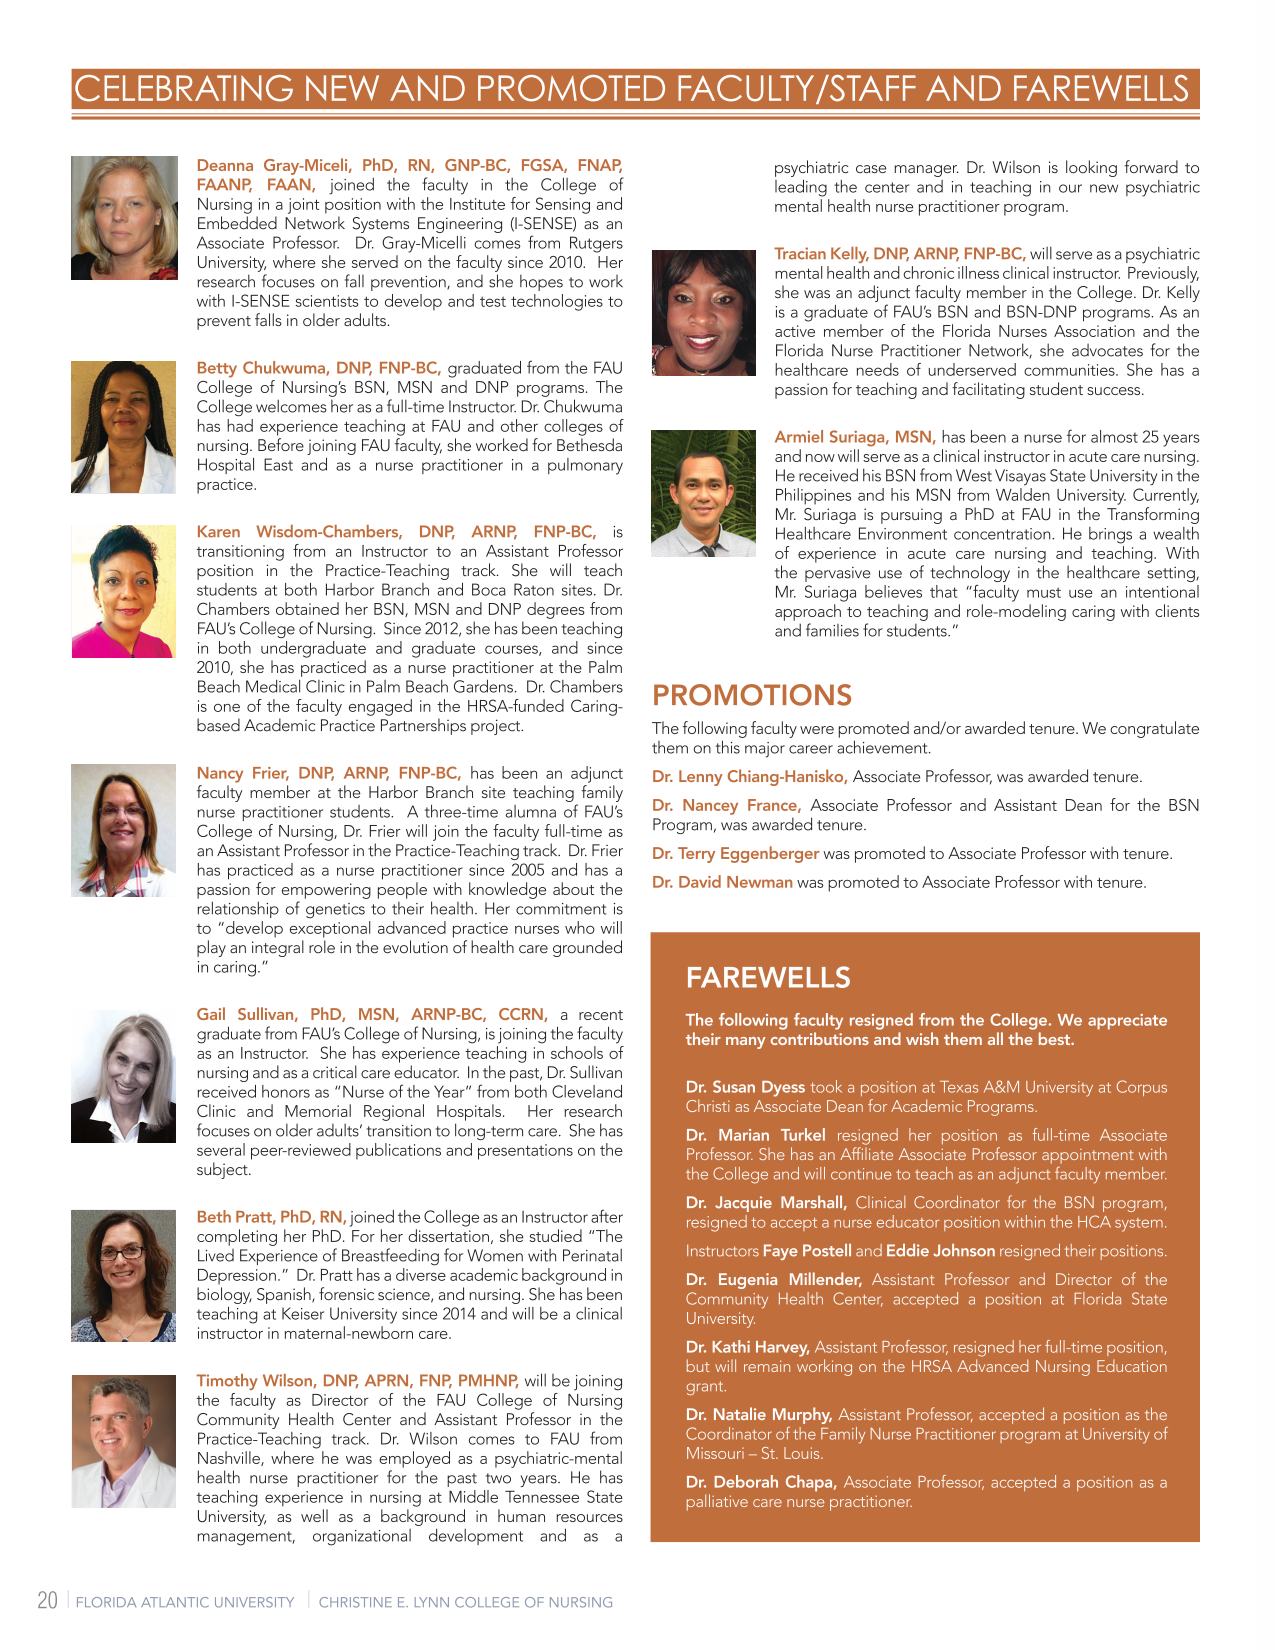 CELEBRATING NEW AND PROMOTED FACULTY/STAFF AND FAREWELLS
Deanna Gray-Miceli, PhD, RN, GNP-BC, FGSA, FNAP,
FAANP, FAAN, joined the faculty in the College of
Nursing in a joint position with the Institute for Sensing and
Embedded Network Systems Engineering (I-SENSE) as an
Associate Professor. Dr. Gray-Micelli comes from Rutgers
University, where she served on the faculty since 2010. Her
research focuses on fall prevention, and she hopes to work
with I-SENSE scientists to develop and test technologies to
prevent falls in older adults.
Betty Chukwuma, DNP, FNP-BC, graduated from the FAU
College of Nursing's BSN, MSN and DNP programs. The
College welcomes her as a full-time Instructor. Dr. Chukwuma
has had experience teaching at FAU and other colleges of
nursing. Before joining FAU faculty, she worked for Bethesda
Hospital East and as a nurse practitioner in a pulmonary
practice.
Karen Wisdom-Chambers, DNP, ARNP, FNP-BC, is
transitioning from an Instructor to an Assistant Professor
position in the Practice-Teaching track. She will teach
students at both Harbor Branch and Boca Raton sites. Dr.
Chambers obtained her BSN, MSN and DNP degrees from
FAU's College of Nursing. Since 2012, she has been teaching
in both undergraduate and graduate courses, and since
2010, she has practiced as a nurse practitioner at the Palm
Beach Medical Clinic in Palm Beach Gardens. Dr. Chambers
is one of the faculty engaged in the HRSA-funded Caring-
based Academic Practice Partnerships project.
Nancy Frier, DNP, ARNP, FNP-BC, has been an adjunct
faculty member at the Harbor Branch site teaching family
nurse practitioner students. A three-time alumna of FAU's
College of Nursing, Dr. Frier will join the faculty full-time as
an Assistant Professor in the Practice-Teaching track. Dr. Frier
has practiced as a nurse practitioner since 2005 and has a
passion for empowering people with knowledge about the
relationship of genetics to their health. Her commitment is
to "develop exceptional advanced practice nurses who will
play an integral role in the evolution of health care grounded
in caring."
Gail Sullivan, PhD, MSN, ARNP-BC, CCRN, a recent
graduate from FAU's College of Nursing, is joining the faculty
as an Instructor. She has experience teaching in schools of
nursing and as a critical care educator. In the past, Dr. Sullivan
received honors as "Nurse of the Year" from both Cleveland
Clinic and Memorial Regional Hospitals. Her research
focuses on older adults' transition to long-term care. She has
several peer-reviewed publications and presentations on the
subject.
Beth Pratt, PhD, RN, joined the College as an Instructor after
completing her PhD. For her dissertation, she studied "The
Lived Experience of Breastfeeding for Women with Perinatal
Depression." Dr. Pratt has a diverse academic background in
biology, Spanish, forensic science, and nursing. She has been
teaching at Keiser University since 2014 and will be a clinical
instructor in maternal-newborn care.
Timothy Wilson, DNP, APRN, FNP, PMHNP, will be joining
the faculty as Director of the FAU College of Nursing
Community Health Center and Assistant Professor in the
Practice-Teaching track. Dr. Wilson comes to FAU from
Nashville, where he was employed as a psychiatric-mental
health nurse practitioner for the past two years. He has
teaching experience in nursing at Middle Tennessee State
University, as well as a background in human resources
management, organizational development and as a
psychiatric case manager. Dr. Wilson is looking forward to
leading the center and in teaching in our new psychiatric
mental health nurse practitioner program.
Tracian Kelly, DNP, ARNP, FNP-BC, will serve as a psychiatric
mental health and chronic illness clinical instructor. Previously,
she was an adjunct faculty member in the College. Dr. Kelly
is a graduate of FAU's BSN and BSN-DNP programs. As an
active member of the Florida Nurses Association and the
Florida Nurse Practitioner Network, she advocates for the
healthcare needs of underserved communities. She has a
passion for teaching and facilitating student success.
Armiel Suriaga, MSN, has been a nurse for almost 25 years
and now will serve as a clinical instructor in acute care nursing.
He received his BSN from West Visayas State University in the
Philippines and his MSN from Walden University. Currently,
Mr. Suriaga is pursuing a PhD at FAU in the Transforming
Healthcare Environment concentration. He brings a wealth
of experience in acute care nursing and teaching. With
the pervasive use of technology in the healthcare setting,
Mr. Suriaga believes that "faculty must use an intentional
approach to teaching and role-modeling caring with clients
and families for students."
PROMOTIONS
The following faculty were promoted and/or awarded tenure. We congratulate
them on this major career achievement.
Dr. Lenny Chiang-Hanisko, Associate Professor, was awarded tenure.
Dr. Nancey France, Associate Professor and Assistant Dean for the BSN
Program, was awarded tenure.
Dr. Terry Eggenberger was promoted to Associate Professor with tenure.
Dr. David Newman was promoted to Associate Professor with tenure.
FAREWELLS
The following faculty resigned from the College. We appreciate
their many contributions and wish them all the best.
Dr. Susan Dyess took a position at Texas A&M University at Corpus
Christi as Associate Dean for Academic Programs.
Dr. Marian Turkel resigned her position as full-time Associate
Professor. She has an Affiliate Associate Professor appointment with
the College and will continue to teach as an adjunct faculty member.
Dr. Jacquie Marshall, Clinical Coordinator for the BSN program,
resigned to accept a nurse educator position within the HCA system.
Instructors Faye Postell and Eddie Johnson resigned their positions.
Dr. Eugenia Millender, Assistant Professor and Director of the
Community Health Center, accepted a position at Florida State
University.
Dr. Kathi Harvey, Assistant Professor, resigned her full-time position,
but will remain working on the HRSA Advanced Nursing Education
grant.
Dr. Natalie Murphy, Assistant Professor, accepted a position as the
Coordinator of the Family Nurse Practitioner program at University of
Missouri – St. Louis.
Dr. Deborah Chapa, Associate Professor, accepted a position as a
palliative care nurse practitioner.
20 | FLORIDA ATLANTIC UNIVERSITY | CHRISTINE E. LYNN COLLEGE OF NURSING